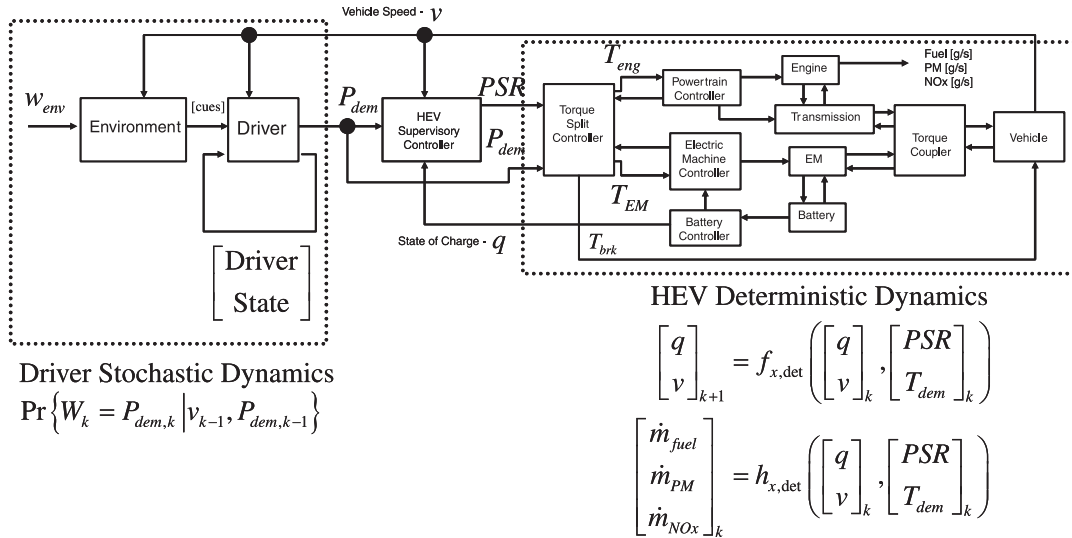 Vehicle Speed - v
w_env
Environment
[cues]
Driver
P_dem
HEV
Supervisory
Controller
PSR
P_dem
State of Charge - q
Torque
Split
Controller
T_eng
T_EM
T_brk
Powertrain
Controller
Engine
Transmission
Fuel [g/s]
PM [g/s]
NOx [g/s]
Electric
Machine
Controller
EM
Battery
Controller
Battery
Torque
Coupler
Vehicle
[Driver
State]
Driver Stochastic Dynamics
Pr{W_k = P_dem,k | v_k-1, P_dem,k-1}
HEV Deterministic Dynamics
[q v]_k+1 = f_x,det([q v]_k, [PSR T_dem]_k)
[ṁ_fuel ṁ_PM ṁ_NOx]_k = h_x,det([q v]_k, [PSR T_dem]_k)